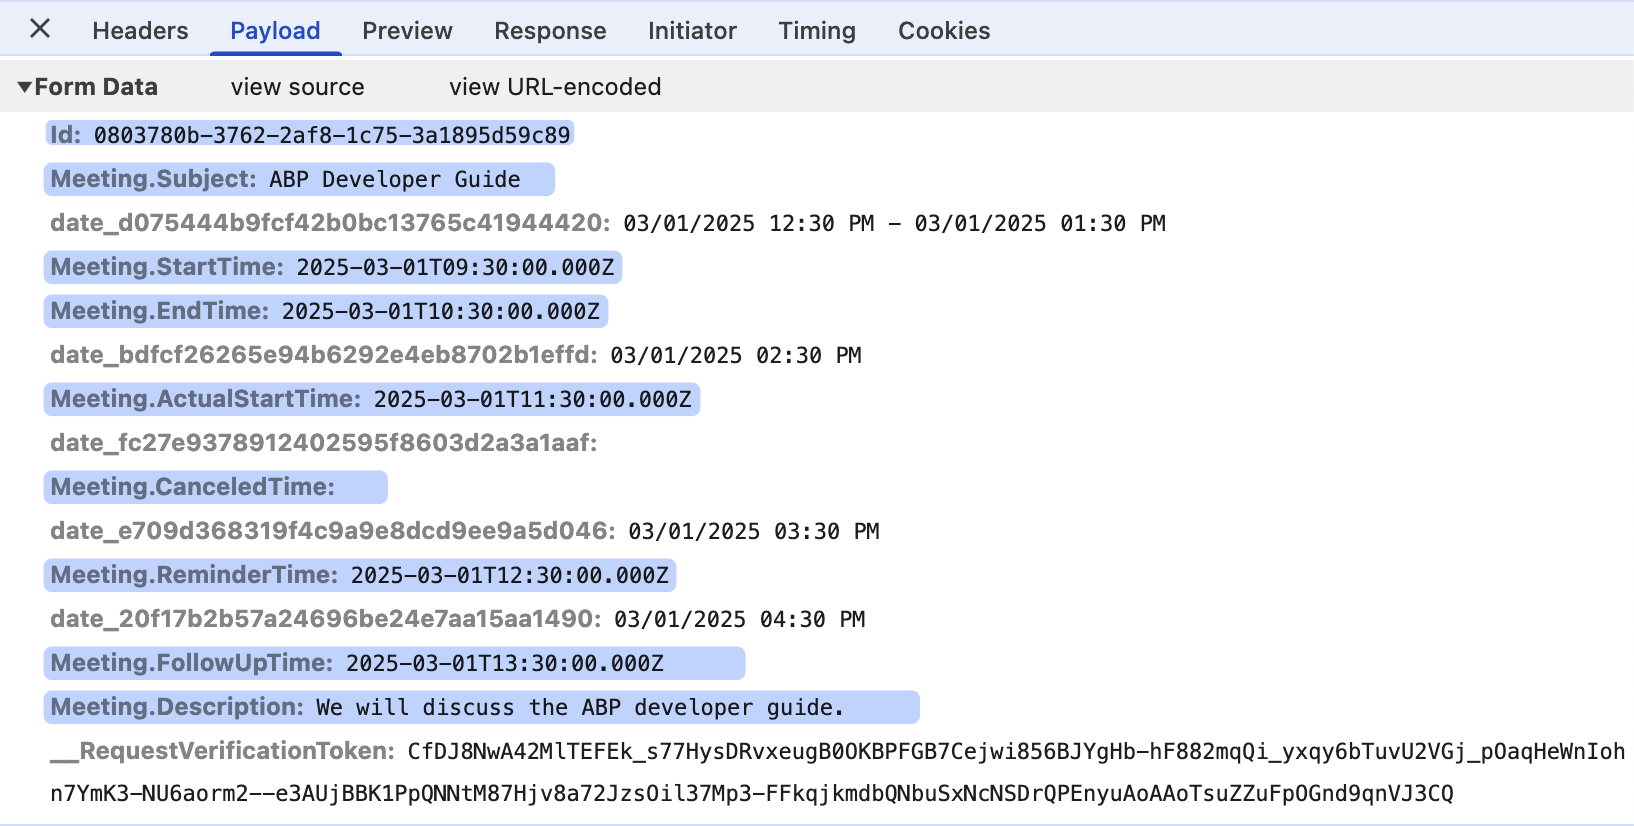 Headers Payload Preview Response Initiator Timing Cookies
Form Data view source view URL-encoded
Id: 0803780b-3762-2af8-1c75-3a1895d59c89
Meeting.Subject: ABP Developer Guide
date_d075444b9fcf42b0bc13765c41944420: 03/01/2025 12:30 PM - 03/01/2025 01:30 PM
Meeting.StartTime: 2025-03-01T09:30:00.000Z
Meeting.EndTime: 2025-03-01T10:30:00.000Z
date_bdfcf26265e94b6292e4eb8702b1effd: 03/01/2025 02:30 PM
Meeting.ActualStartTime: 2025-03-01T11:30:00.000Z
date_fc27e9378912402595f8603d2a3a1aaf:
Meeting.CanceledTime:
date_e709d368319f4c9a9e8dcd9ee9a5d046: 03/01/2025 03:30 PM
Meeting.ReminderTime: 2025-03-01T12:30:00.000Z
date_20f17b2b57a24696be24e7aa15aa1490: 03/01/2025 04:30 PM
Meeting.FollowUpTime: 2025-03-01T13:30:00.000Z
Meeting.Description: We will discuss the ABP developer guide.
__RequestVerificationToken: CfDJ8NwA42MlTEFEk_s77HysDRvxeugB0OKBPFGB7Cejwi856BJYgHb-hF882mqQi_yxqy6bTuvU2VGj_pOaqHeWnIoh
n7YmK3-NU6aorm2--e3AUjBBK1PpQNNtM87Hjv8a72JzsOil37Mp3-FFkqjkmdbQNbuSxNcNSDrQPEnyuAoAAoTsuZZuFpOGnd9qnVJ3CQ